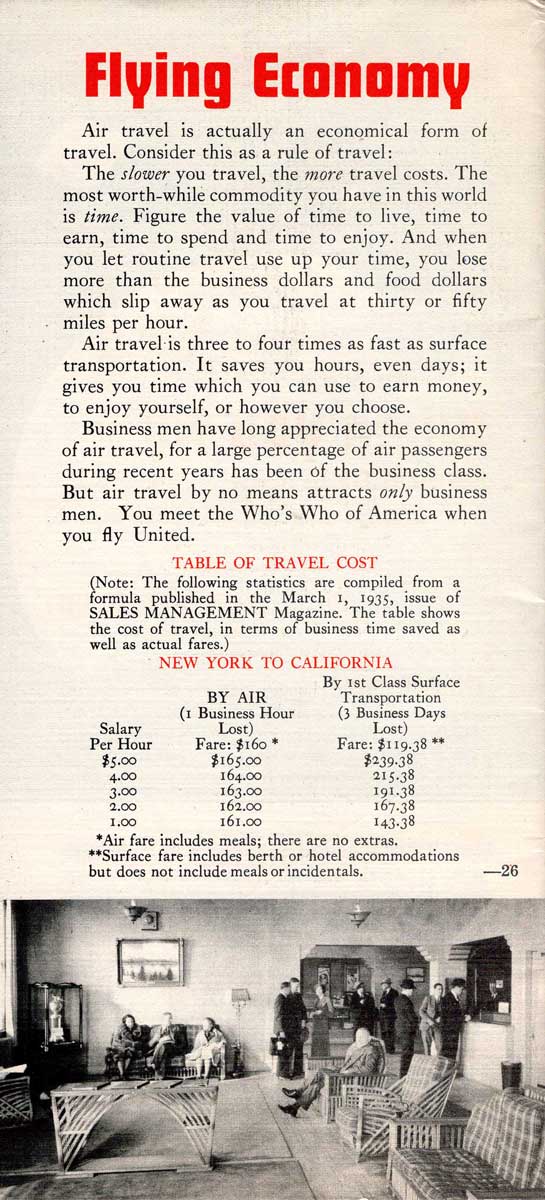 Flying Economy
Air travel is actually an economical form of
travel. Consider this as a rule of travel:
The slower you travel, the more travel costs. The
most worth-while commodity you have in this world
is time. Figure the value of time to live, time to
earn, time to spend and time to enjoy. And when
you let routine travel use up your time, you lose
more than the business dollars and food dollars
which slip away as you travel at thirty or fifty
miles per hour.
Air travel is three to four times as fast as surface
transportation. It saves you hours, even days; it
gives you time which you can use to earn money,
to enjoy yourself, or however you choose.
Business men have long appreciated the economy
of air travel, for a large percentage of air passengers
during recent years has been of the business class.
But air travel by no means attracts only business
men. You meet the Who's Who of America when
you fly United.
TABLE OF TRAVEL COST
(Note: The following statistics are compiled from a
formula published in the March 1, 1935, issue of
SALES MANAGEMENT Magazine. The table shows
the cost of travel, in terms of business time saved as
well as actual fares.)
NEW YORK TO CALIFORNIA
By 1st Class Surface
BY AIR Transportation
(1 Business Hour (3 Business Days
Salary Lost) Lost)
Per Hour Fare: $160 * Fare: $119.38 **
$5.00 $165.00 $239.38
4.00 164.00 215.38
3.00 163.00 191.38
2.00 162.00 167.38
1.00 161.00 143.38
*Air fare includes meals; there are no extras.
**Surface fare includes berth or hotel accommodations
but does not include meals or incidentals.
—26